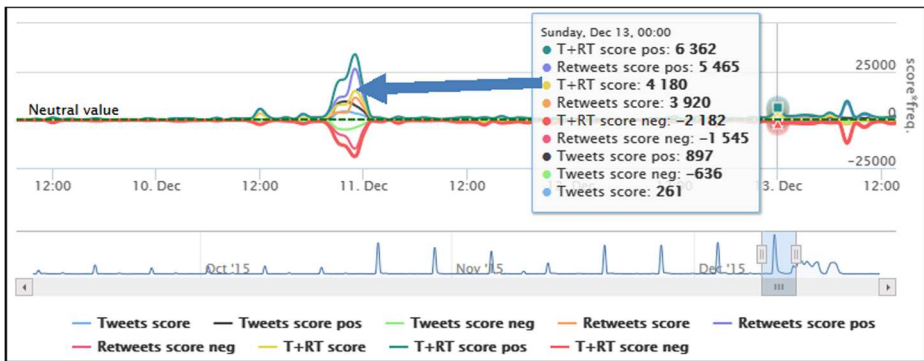 Sunday, Dec 13, 00:00
T+RT score pos: 6 362
Retweets score pos: 5 465
T+RT score: 4 180
Retweets score: 3 920
T+RT score neg: −2 182
Retweets score neg: −1 545
Tweets score pos: 897
Tweets score neg: −636
Tweets score: 261
25000
0
−25000
score*freq.
Neutral value
12:00 10. Dec 12:00 11. Dec 12:00 13. Dec 12:00
Oct '15 Nov '15 Dec '15
Tweets score Tweets score pos Tweets score neg Retweets score Retweets score pos
Retweets score neg T+RT score T+RT score pos T+RT score neg